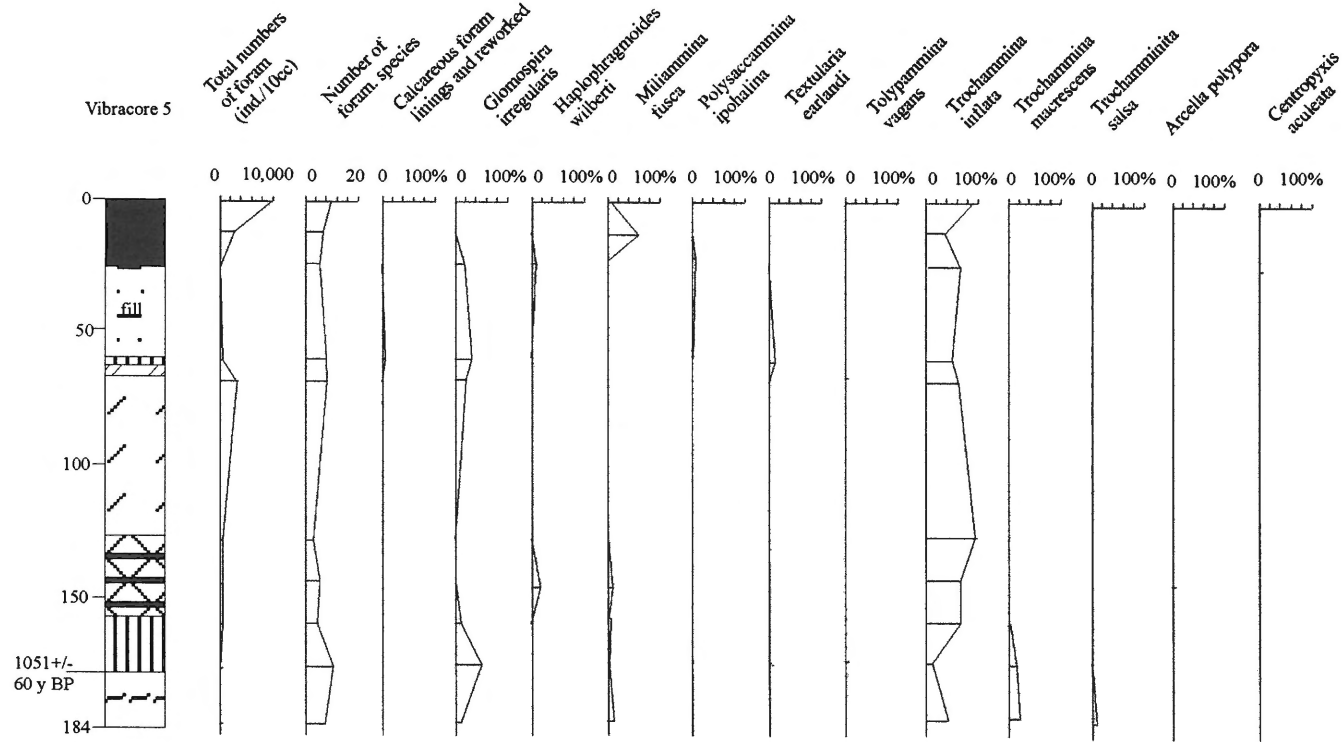 Vibracore 5
Total numbers
of foram
(ind./10cc)
Number of
foram. species
Calcareous foram
linings and reworked
Glomospira
irregularis
Haplophragmoides
wilberti
Miliammina
fusca
Polysaccammina
ipohalina
Textularia
earlandi
Tolypammina
vagans
Trochammina
inflata
Trochammina
macrescens
Trochamminita
salsa
Arcella polypora
Centropyxis
aculeata
0 10,000 0 20 0 100% 0 100% 0 100% 0 100% 0 100% 0 100% 0 100% 0 100% 0 100% 0 100% 0 100% 0 100%
0
fill
50
100
150
1051+/-
60 y BP
184